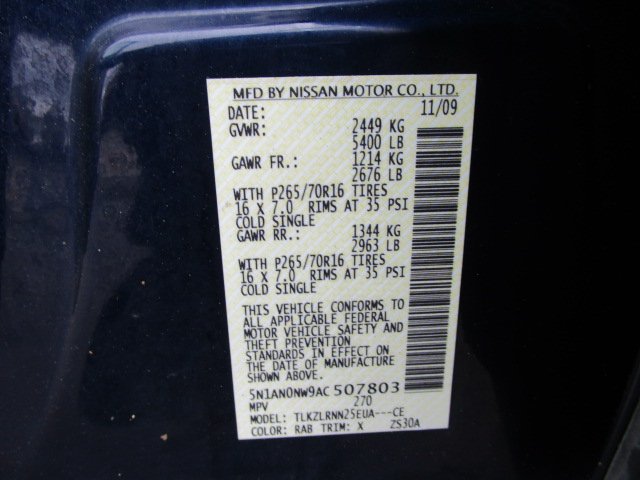 MFD BY NISSAN MOTOR CO., LTD.
DATE: 11/09
GVWR: 2449 KG
5400 LB
GAWR FR.: 1214 KG
2676 LB
WITH P265/70R16 TIRES
16 X 7.0 RIMS AT 35 PSI
COLD SINGLE
GAWR RR.: 1344 KG
2963 LB
WITH P265/70R16 TIRES
16 X 7.0 RIMS AT 35 PSI
COLD SINGLE
THIS VEHICLE CONFORMS TO
ALL APPLICABLE FEDERAL
MOTOR VEHICLE SAFETY AND
THEFT PREVENTION
STANDARDS IN EFFECT ON
THE DATE OF MANUFACTURE
SHOWN ABOVE.
5N1AN0NW9AC507803
MPV 270
MODEL: TLKZLRNN25EUA---CE
COLOR: RAB TRIM: X ZS30A